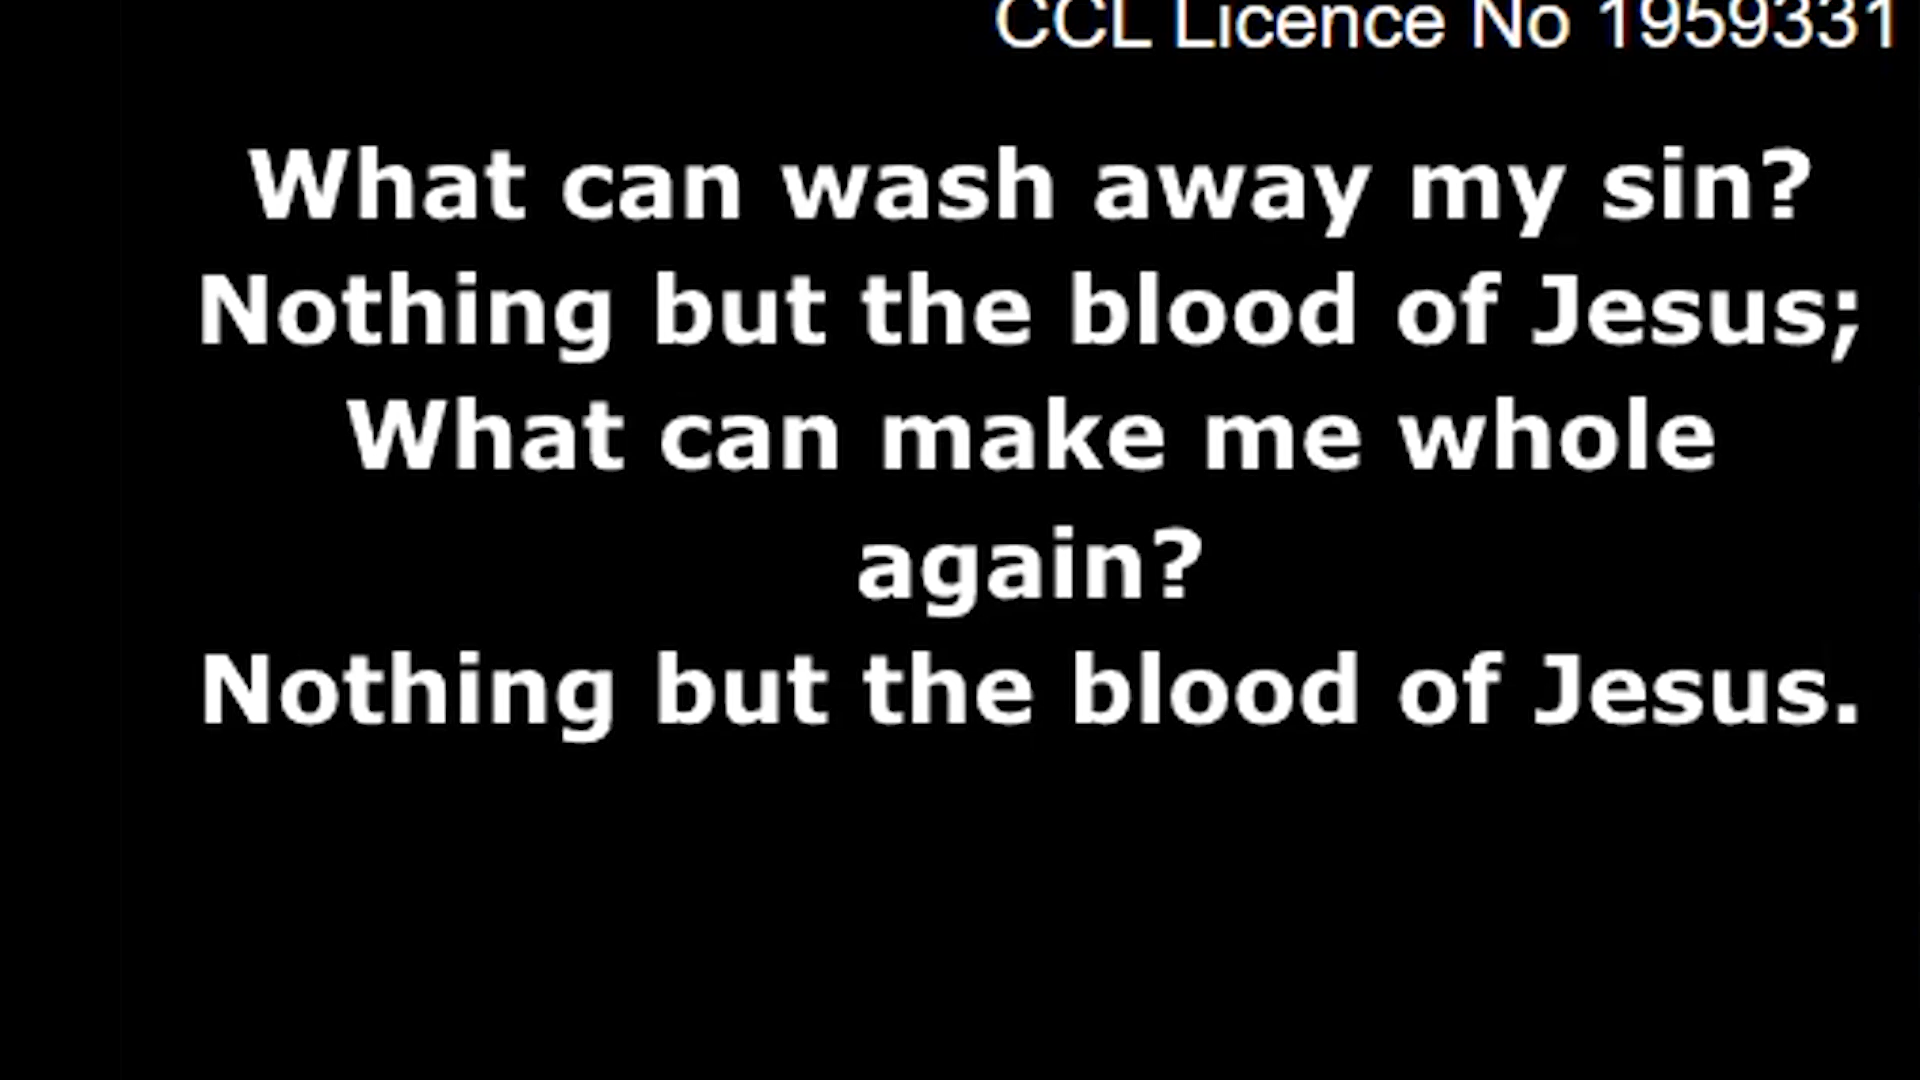 CCL Licence No 1959331
What can wash away my sin?
Nothing but the blood of Jesus;
What can make me whole
again?
Nothing but the blood of Jesus.